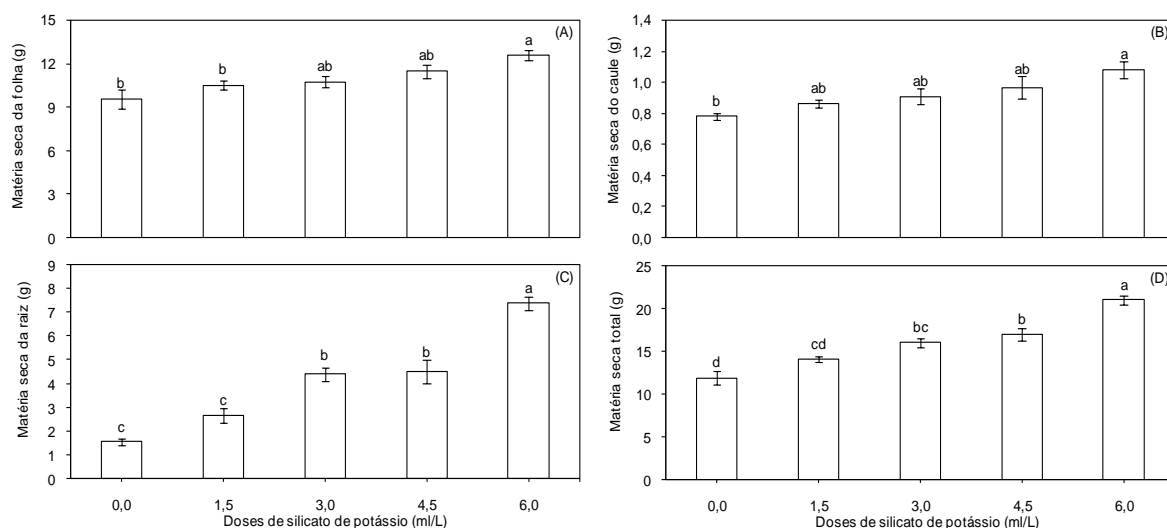 Matéria seca da folha (g)
15
12
9
6
3
0
b
b
ab
ab
a
(A)
Matéria seca do caule (g)
1,4
1,2
1,0
0,8
0,6
0,4
0,2
0,0
b
ab
ab
ab
a
(B)
Matéria seca da raiz (g)
9
8
7
6
5
4
3
2
1
0
c
c
b
b
a
(C)
0,0 1,5 3,0 4,5 6,0
Doses de silicato de potássio (ml/L)
Matéria seca total (g)
25
20
15
10
5
0
d
cd
bc
b
a
(D)
0,0 1,5 3,0 4,5 6,0
Doses de silicato de potássio (ml/L)